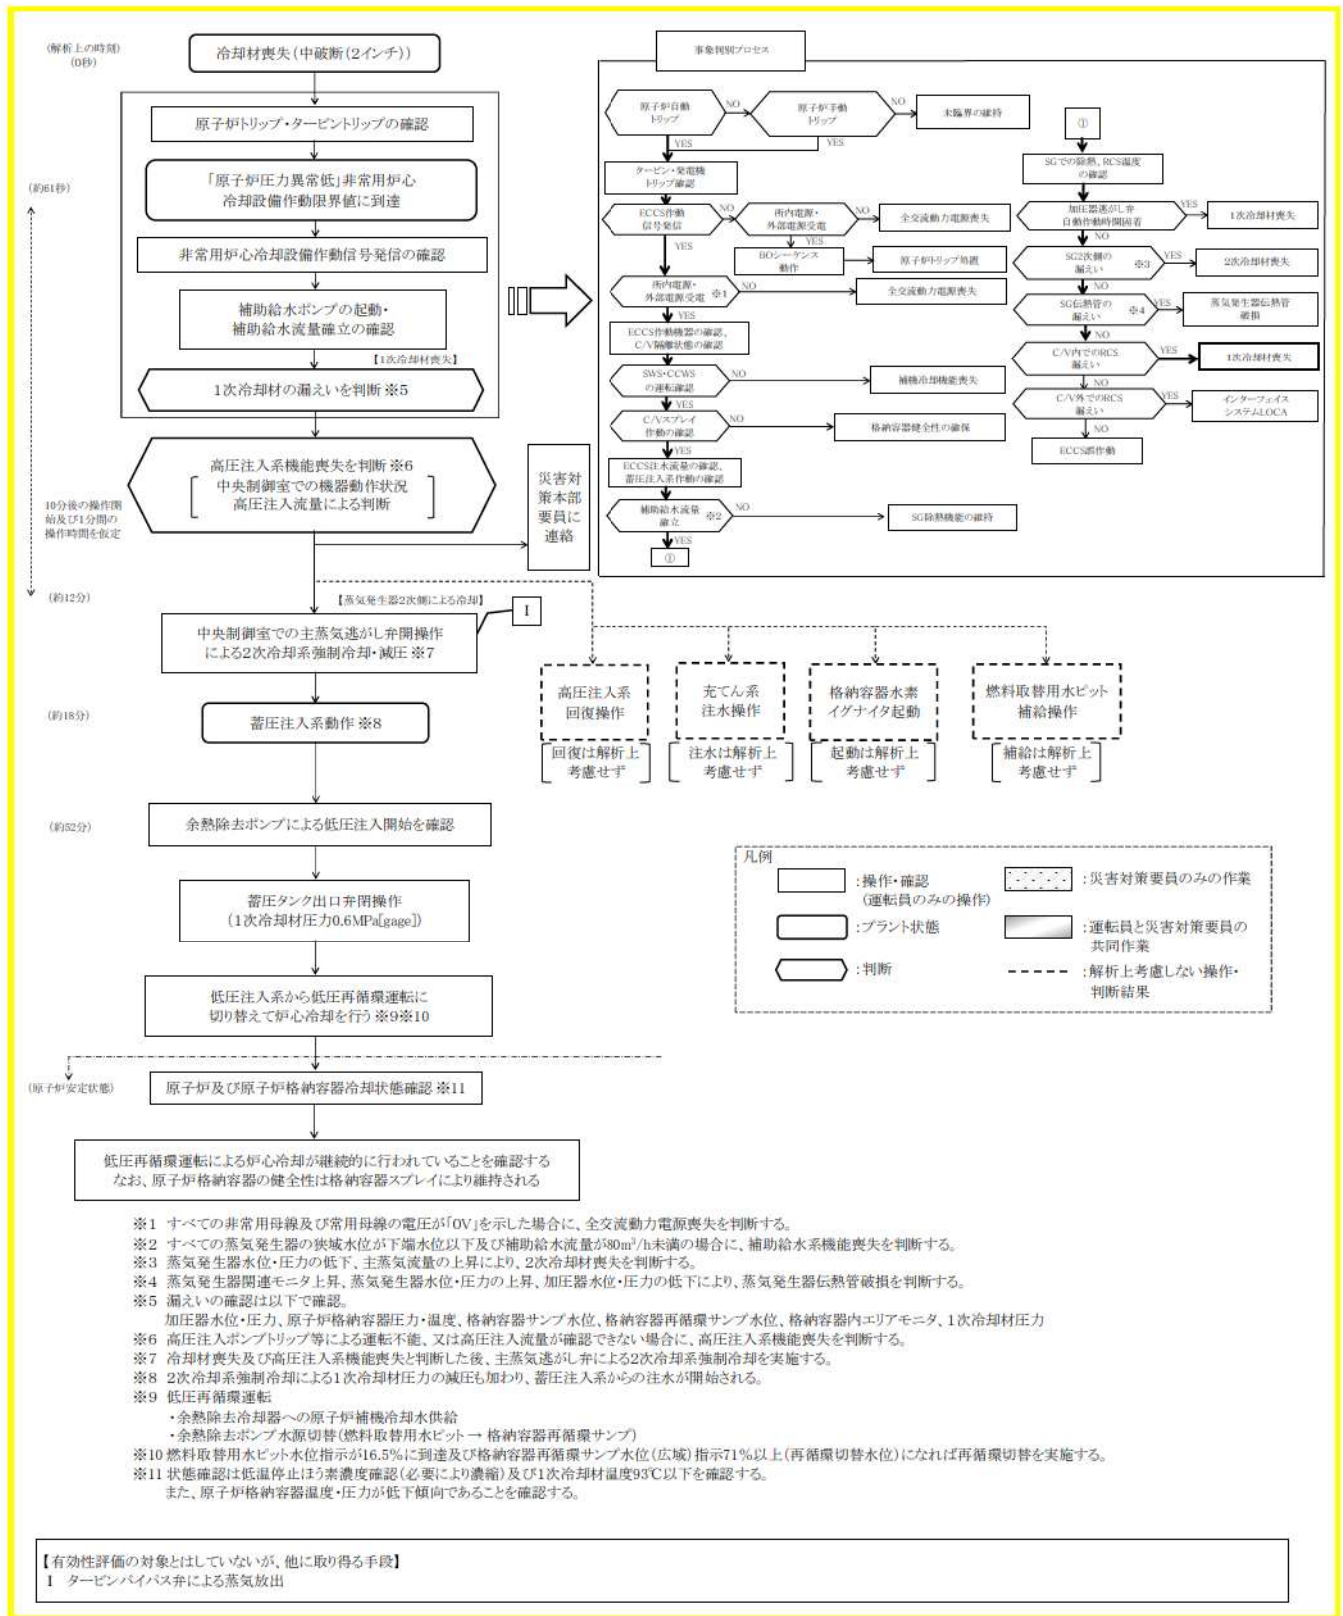 (解析上の時刻)
(0秒)
冷却材喪失(中破断(2インチ))
原子炉トリップ・タービントリップの確認
(約61秒)
「原子炉圧力異常低」非常用炉心
冷却設備作動限界値に到達
非常用炉心冷却設備作動信号発信の確認
補助給水ポンプの起動・
補助給水流量確立の確認
【1次冷却材喪失】
1次冷却材の漏えいを判断※5
高圧注入系機能喪失を判断※6
中央制御室での機器動作状況
高圧注入流量による判断
10分後の操作開
始及び1分間の
操作時間を仮定
災害対
策本部
要員に
連絡
(約12分)
【蒸気発生器2次側による冷却】
I
中央制御室での主蒸気逃がし弁開操作
による2次冷却系強制冷却・減圧※7
(約18分)
蓄圧注入系動作※8
(約52分)
余熱除去ポンプによる低圧注入開始を確認
蓄圧タンク出口弁閉操作
(1次冷却材圧力0.6MPa[gage])
低圧注入系から低圧再循環運転に
切り替えて炉心冷却を行う※9※10
(原子炉安定状態)
原子炉及び原子炉格納容器冷却状態確認※11
低圧再循環運転による炉心冷却が継続的に行われていることを確認する
なお、原子炉格納容器の健全性は格納容器スプレイにより維持される
事象判別プロセス
原子炉自動
トリップ
NO
原子炉手動
トリップ
NO
未臨界の維持
YES
YES
タービン・発電機
トリップ確認
ECCS作動
信号発信
NO
所内電源・
外部電源受電
NO
全交流動力電源喪失
YES
YES
BOシーケンス
動作
原子炉トリップ処置
所内電源・
外部電源受電
※1
NO
全交流動力電源喪失
YES
ECCS作動機器の確認、
C/V隔離状態の確認
SWS・CCWS
の運転確認
NO
補機冷却機能喪失
YES
C/Vスプレイ
作動の確認
NO
格納容器健全性の確保
YES
ECCS注水流量の確認、
蓄圧注入系作動の確認
補助給水流量
確立
※2
NO
SG除熱機能の維持
YES
①
①
SGでの除熱、RCS温度
の確認
加圧器逃がし弁
自動作動時開固着
YES
1次冷却材喪失
NO
SG2次側の
漏えい
※3
YES
2次冷却材喪失
NO
SG伝熱管の
漏えい
※4
YES
蒸気発生器伝熱管
破損
NO
C/V内でのRCS
漏えい
YES
1次冷却材喪失
NO
C/V外でのRCS
漏えい
YES
インターフェイス
システムLOCA
NO
ECCS誤作動
高圧注入系
回復操作
回復は解析上
考慮せず
充てん系
注水操作
注水は解析上
考慮せず
格納容器水素
イグナイタ起動
起動は解析上
考慮せず
燃料取替用水ピット
補給操作
補給は解析上
考慮せず
凡例
:操作・確認
(運転員のみの操作)
:プラント状態
:判断
:災害対策要員のみの作業
:運転員と災害対策要員の
共同作業
:解析上考慮しない操作・
判断結果
※1 すべての非常用母線及び常用母線の電圧が「0V」を示した場合に、全交流動力電源喪失を判断する。
※2 すべての蒸気発生器の狭域水位が下端水位以下及び補助給水流量が80m³/h未満の場合に、補助給水系機能喪失を判断する。
※3 蒸気発生器水位・圧力の低下、主蒸気流量の上昇により、2次冷却材喪失を判断する。
※4 蒸気発生器関連モニタ上昇、蒸気発生器水位・圧力の上昇、加圧器水位・圧力の低下により、蒸気発生器伝熱管破損を判断する。
※5 漏えいの確認は以下で確認。
加圧器水位・圧力、原子炉格納容器圧力・温度、格納容器サンプ水位、格納容器再循環サンプ水位、格納容器内エリアモニタ、1次冷却材圧力
※6 高圧注入ポンプトリップ等による運転不能、又は高圧注入流量が確認できない場合に、高圧注入系機能喪失を判断する。
※7 冷却材喪失及び高圧注入系機能喪失と判断した後、主蒸気逃がし弁による2次冷却系強制冷却を実施する。
※8 2次冷却系強制冷却による1次冷却材圧力の減圧も加わり、蓄圧注入系からの注水が開始される。
※9 低圧再循環運転
・余熱除去冷却器への原子炉補機冷却水供給
・余熱除去ポンプ水源切替(燃料取替用水ピット → 格納容器再循環サンプ)
※10 燃料取替用水ピット水位指示が16.5%に到達及び格納容器再循環サンプ水位(広域)指示71%以上(再循環切替水位)になれば再循環切替を実施する。
※11 状態確認は低温停止ほう素濃度確認(必要により濃縮)及び1次冷却材温度93℃以下を確認する。
また、原子炉格納容器温度・圧力が低下傾向であることを確認する。
【有効性評価の対象とはしていないが、他に取り得る手段】
I タービンバイパス弁による蒸気放出